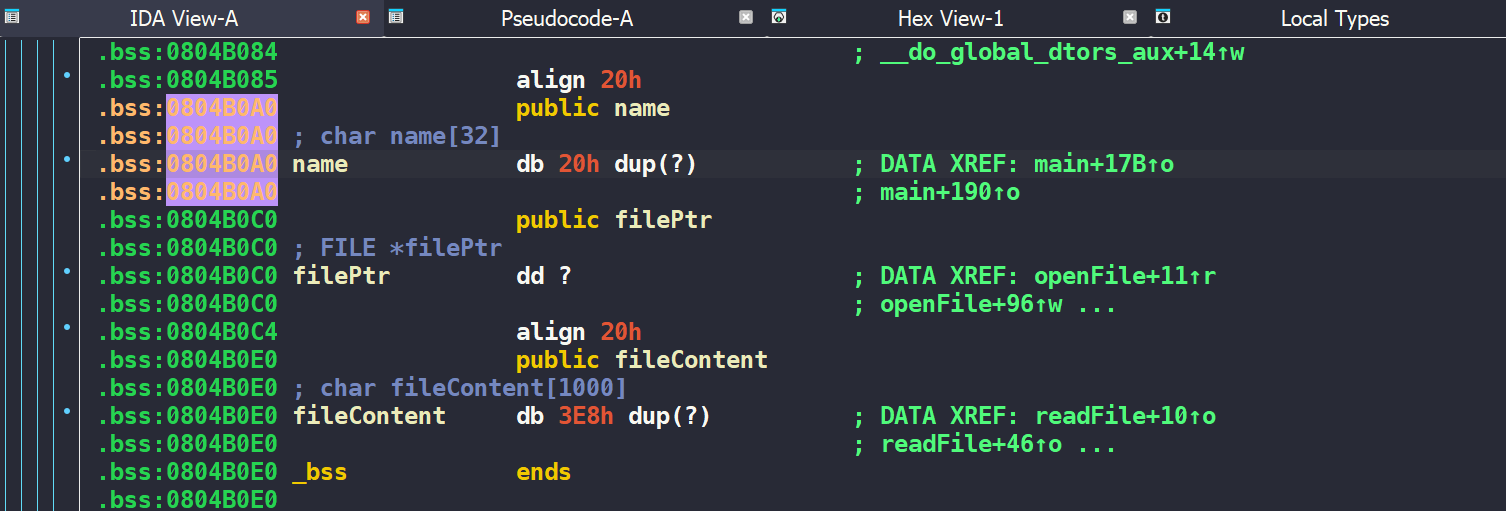 IDA View-A Pseudocode-A Hex View-1 Local Types
.bss:0804B084 ; __do_global_dtors_aux+14↑w
.bss:0804B085 align 20h
.bss:0804B0A0 public name
.bss:0804B0A0 ; char name[32]
.bss:0804B0A0 name db 20h dup(?) ; DATA XREF: main+17B↑o
.bss:0804B0A0 ; main+190↑o
.bss:0804B0C0 public filePtr
.bss:0804B0C0 ; FILE *filePtr
.bss:0804B0C0 filePtr dd ? ; DATA XREF: openFile+11↑r
.bss:0804B0C0 ; openFile+96↑w ...
.bss:0804B0C4 align 20h
.bss:0804B0E0 public fileContent
.bss:0804B0E0 ; char fileContent[1000]
.bss:0804B0E0 fileContent db 3E8h dup(?) ; DATA XREF: readFile+10↑o
.bss:0804B0E0 ; readFile+46↑o ...
.bss:0804B0E0 _bss ends
.bss:0804B0E0